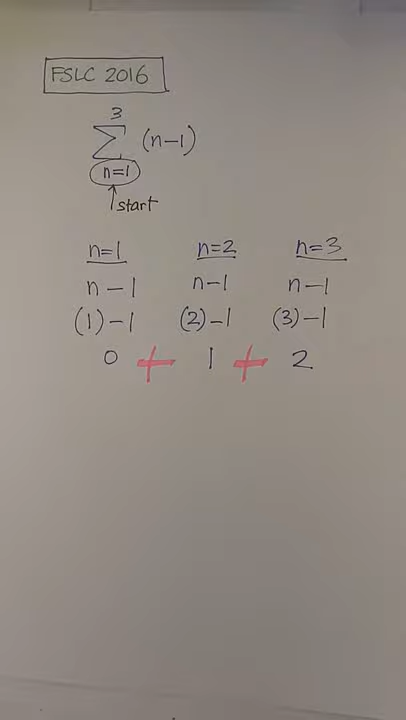 FSLC 2016
3
∑ (n-1)
n=1
start
n=1 n=2 n=3
n-1 n-1 n-1
(1)-1 (2)-1 (3)-1
0 + 1 + 2